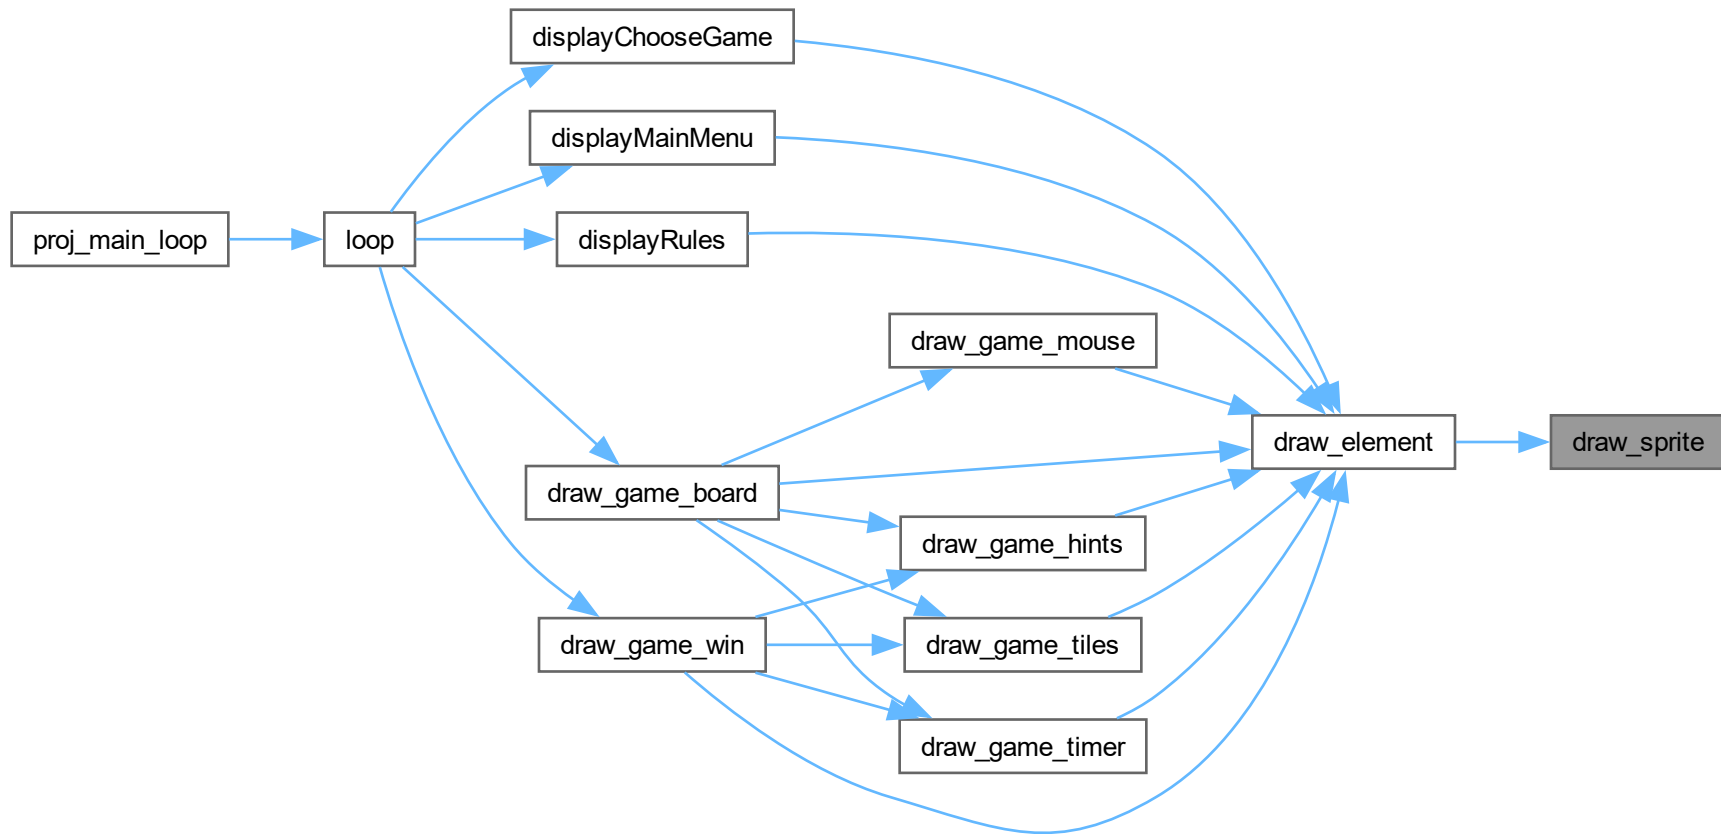 displayChooseGame
displayMainMenu
proj_main_loop
loop
displayRules
draw_game_mouse
draw_element
draw_sprite
draw_game_board
draw_game_hints
draw_game_win
draw_game_tiles
draw_game_timer